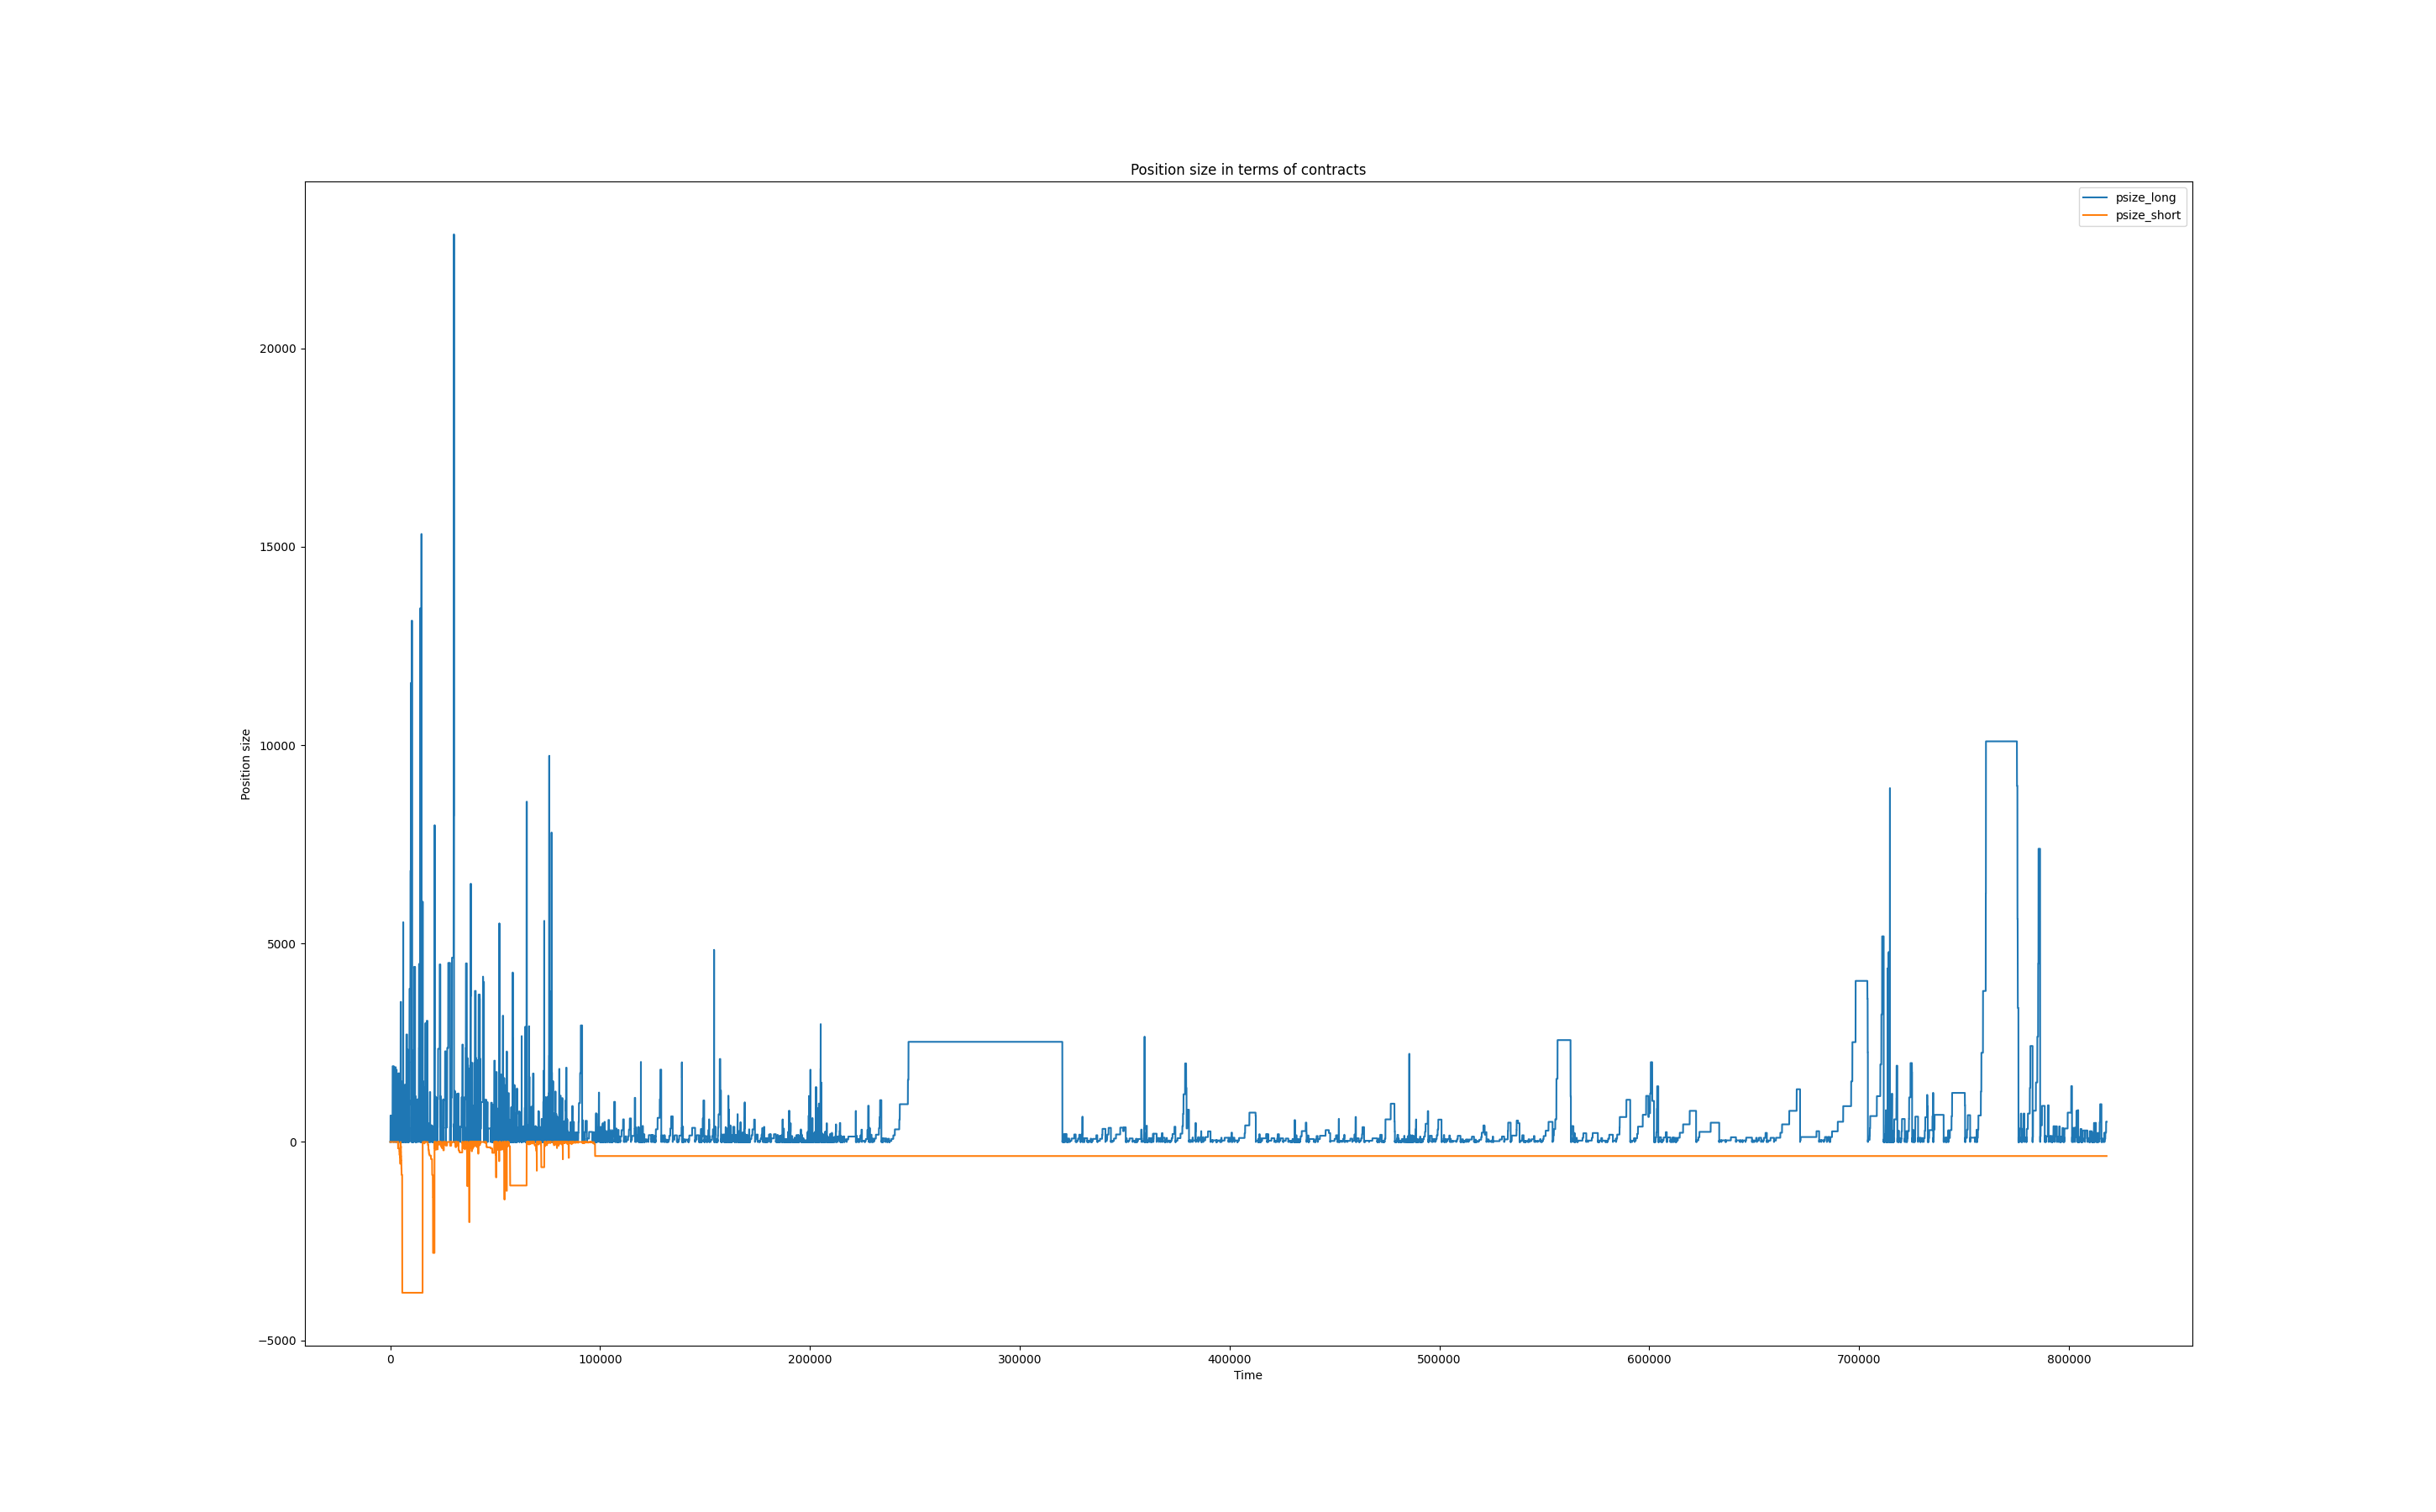 Position size in terms of contracts
psize_long
psize_short
20000
15000
10000
5000
0
−5000
Position size
0 100000 200000 300000 400000 500000 600000 700000 800000
Time